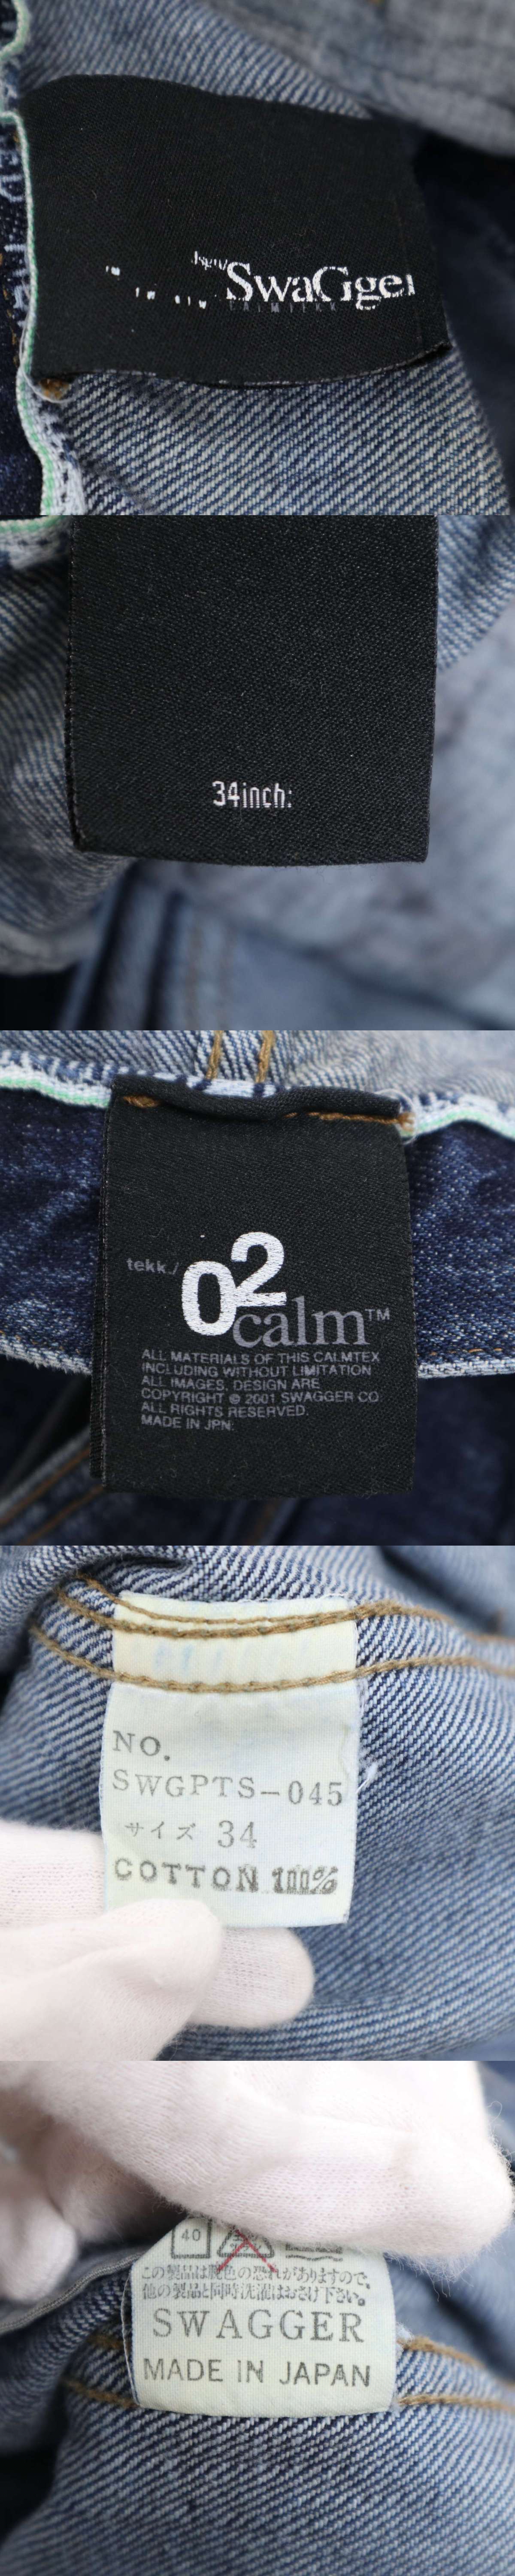 dsgn/SwaGger
CALMTEKK
34inch:
tekk./02
calm™
ALL MATERIALS OF THIS CALMTEX
INCLUDING WITHOUT LIMITATION
ALL IMAGES, DESIGN ARE
COPYRIGHT © 2001 SWAGGER CO
ALL RIGHTS RESERVED.
MADE IN JPN:
NO.
SWGPTS-045
サイズ 34
COTTON 100%
40
この製品は脱色の恐れがありますので、
他の製品と同時洗濯はおさけ下さい。
SWAGGER
MADE IN JAPAN